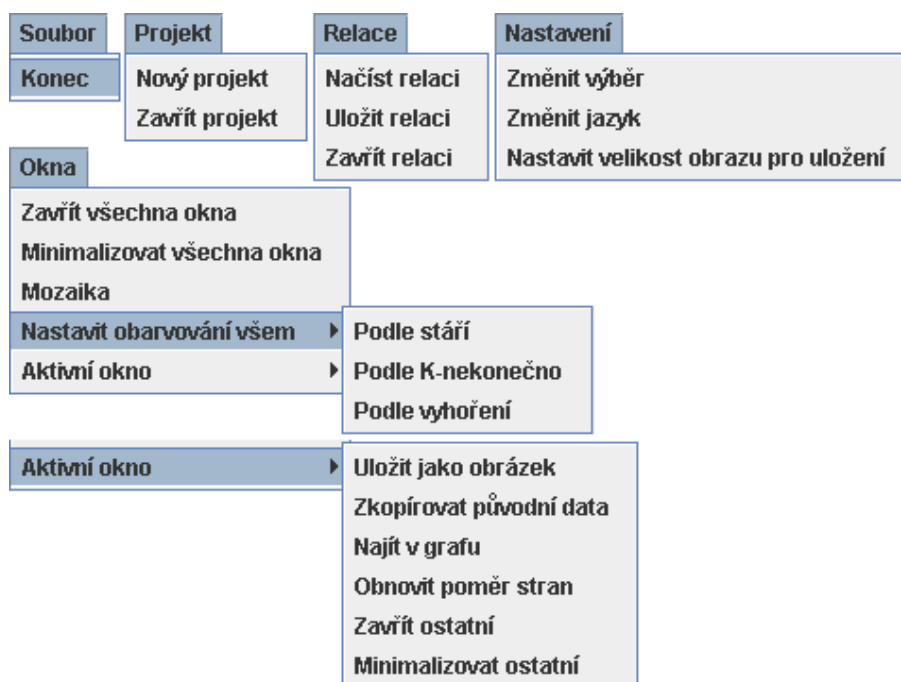 Soubor
Konec
Projekt
Nový projekt
Zavřít projekt
Relace
Načíst relaci
Uložit relaci
Zavřít relaci
Nastavení
Změnit výběr
Změnit jazyk
Nastavit velikost obrazu pro uložení
Okna
Zavřít všechna okna
Minimalizovat všechna okna
Mozaika
Nastavit obarvování všem
Aktivní okno
Podle stáří
Podle K-nekonečno
Podle vyhoření
Aktivní okno
Uložit jako obrázek
Zkopírovat původní data
Najít v grafu
Obnovit poměr stran
Zavřít ostatní
Minimalizovat ostatní